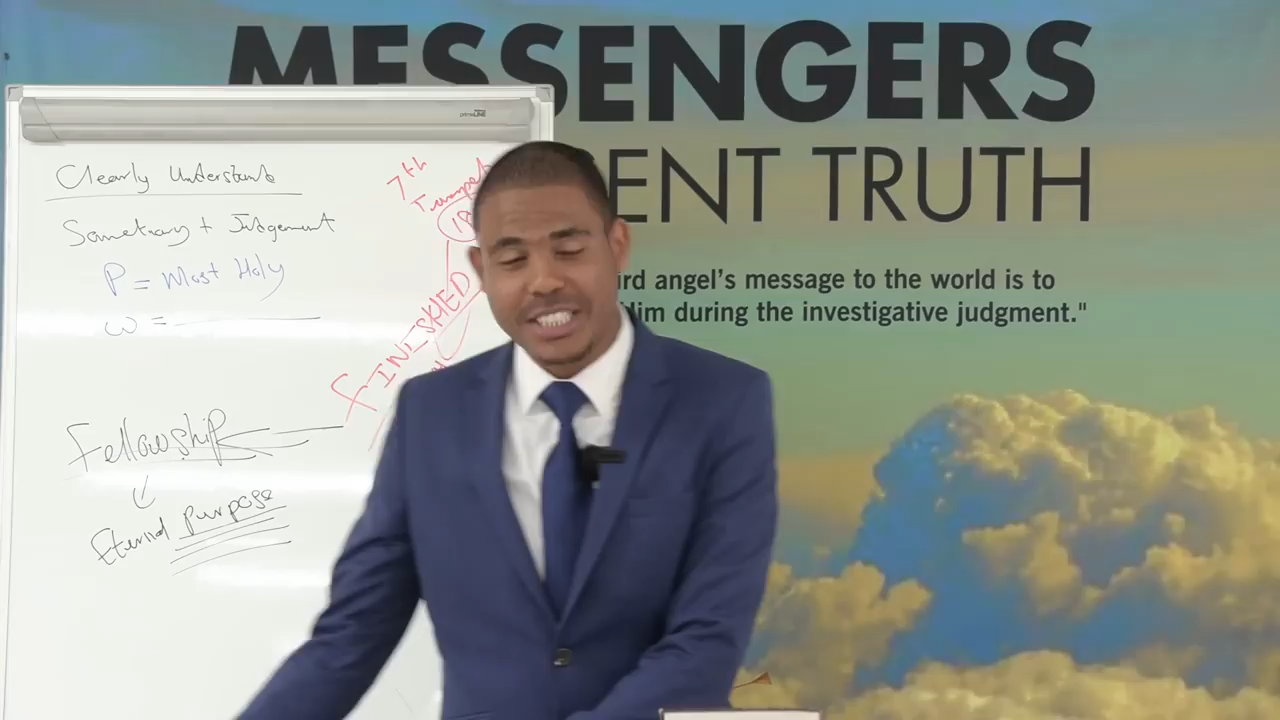 MESSENGERS
ENT TRUTH
ird angel's message to the world is to
Him during the investigative judgment."
Clearly Understand
Sanctuary + Judgement
P = Most Holy
W =
7th
Trumpet
FINISHED
Fellowship
Eternal Purpose